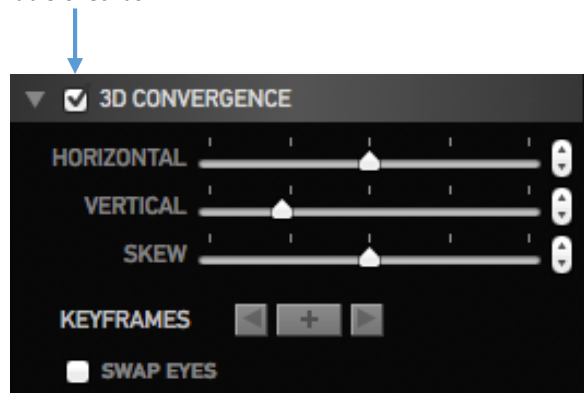 3D CONVERGENCE
HORIZONTAL
VERTICAL
SKEW
KEYFRAMES
SWAP EYES